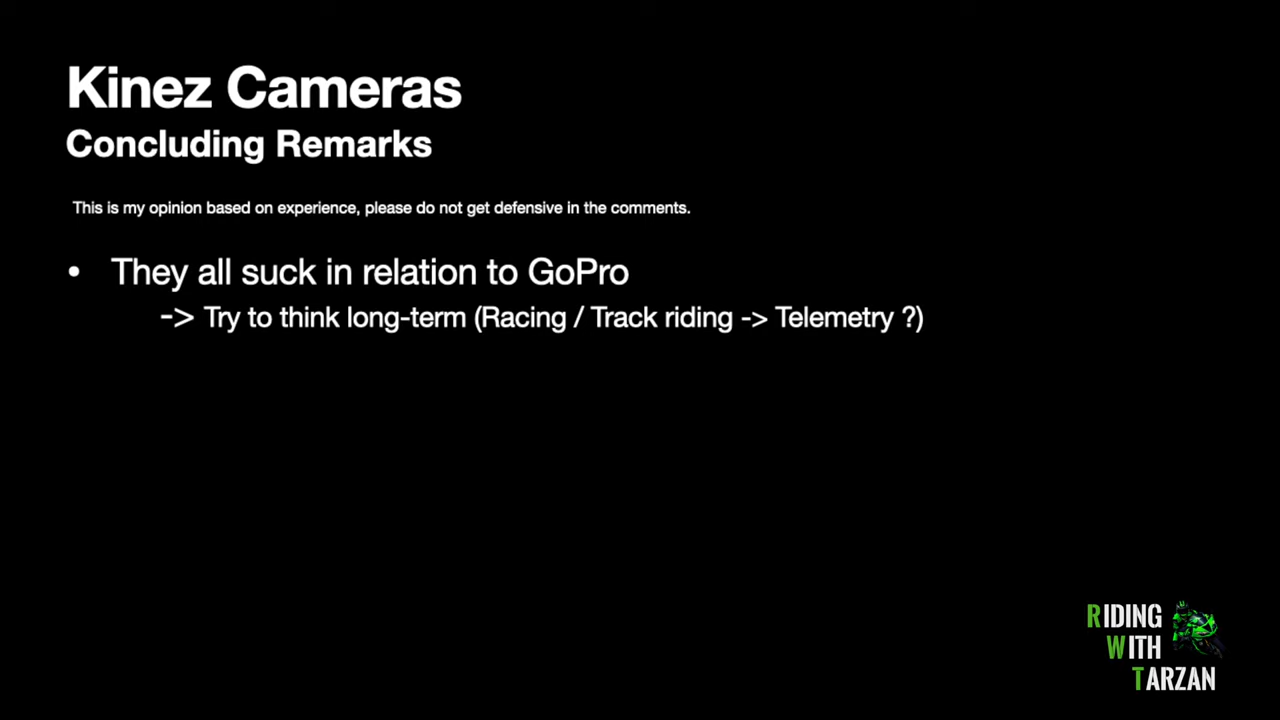 Kinez Cameras
Concluding Remarks
This is my opinion based on experience, please do not get defensive in the comments.
• They all suck in relation to GoPro
-> Try to think long-term (Racing / Track riding -> Telemetry ?)
RIDING
WITH
TARZAN